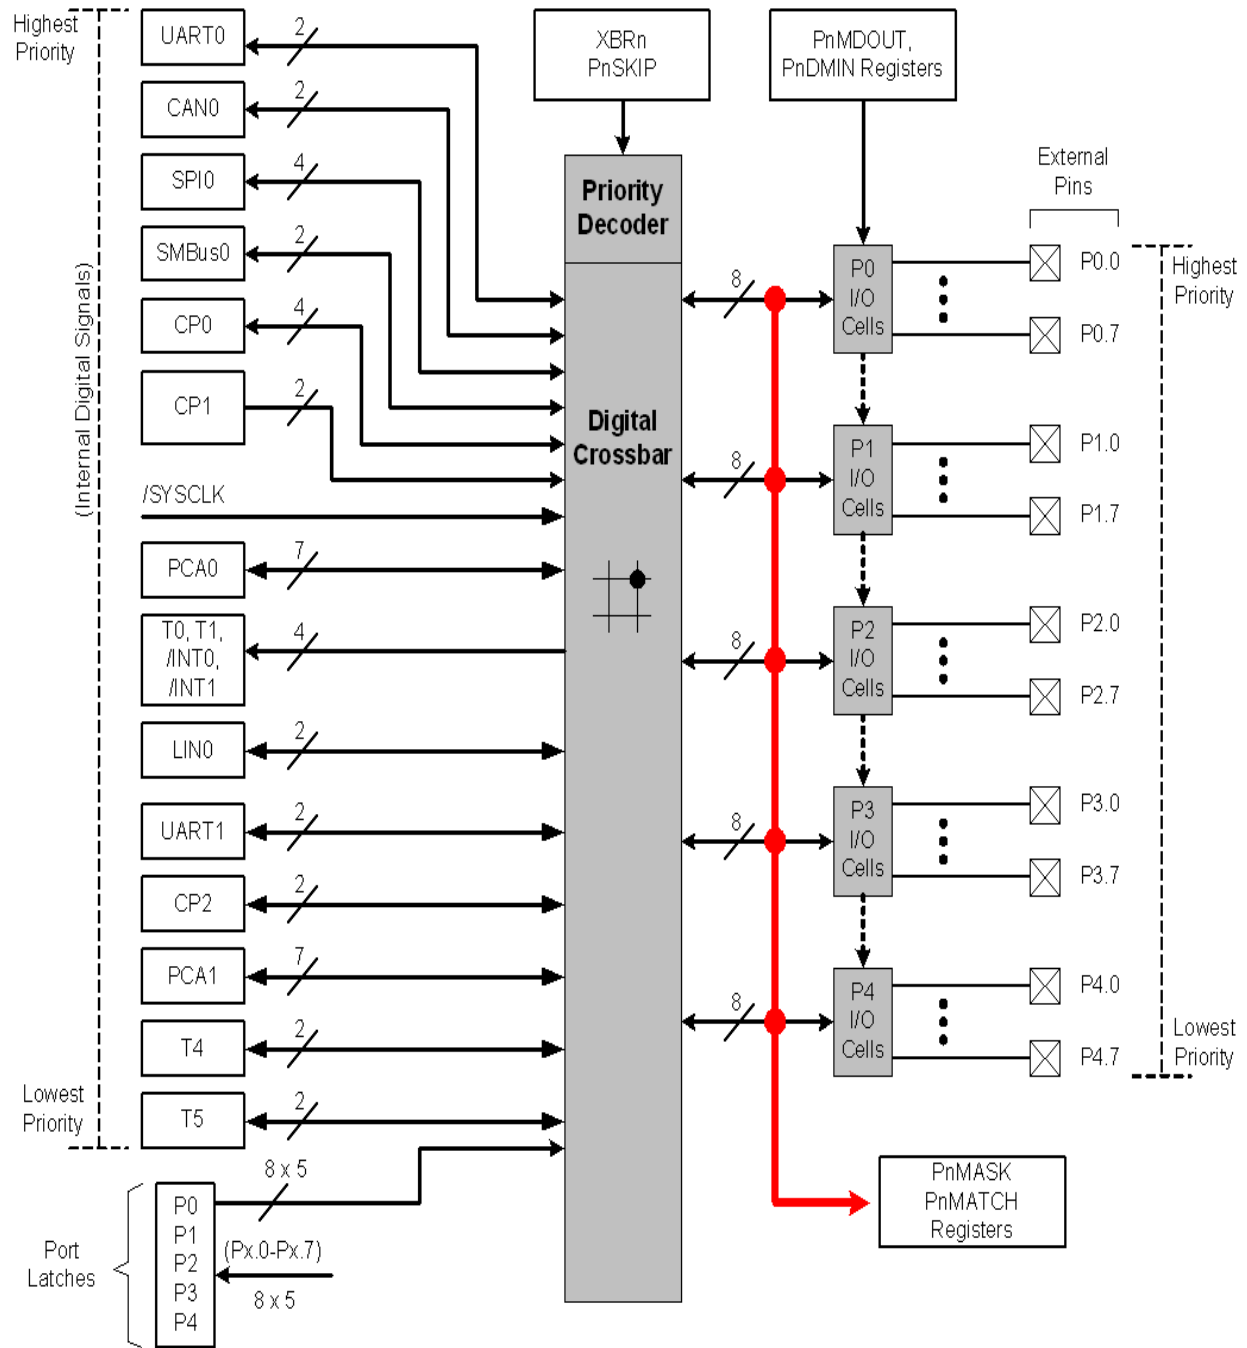 Highest
Priority
(Internal Digital Signals)
Lowest
Priority
UART0
2
CAN0
2
SPI0
4
SMBus0
2
CP0
4
CP1
2
/SYSCLK
PCA0
7
T0, T1,
/INT0,
/INT1
4
LIN0
2
UART1
2
CP2
2
PCA1
7
T4
2
T5
2
Port
Latches
P0
P1
P2
P3
P4
8 x 5
(Px.0-Px.7)
8 x 5
XBRn
PnSKIP
Priority
Decoder
Digital
Crossbar
PnMDOUT,
PnDMIN Registers
8
8
8
8
8
P0
I/O
Cells
P1
I/O
Cells
P2
I/O
Cells
P3
I/O
Cells
P4
I/O
Cells
External
Pins
P0.0
P0.7
P1.0
P1.7
P2.0
P2.7
P3.0
P3.7
P4.0
P4.7
Highest
Priority
Lowest
Priority
PnMASK
PnMATCH
Registers